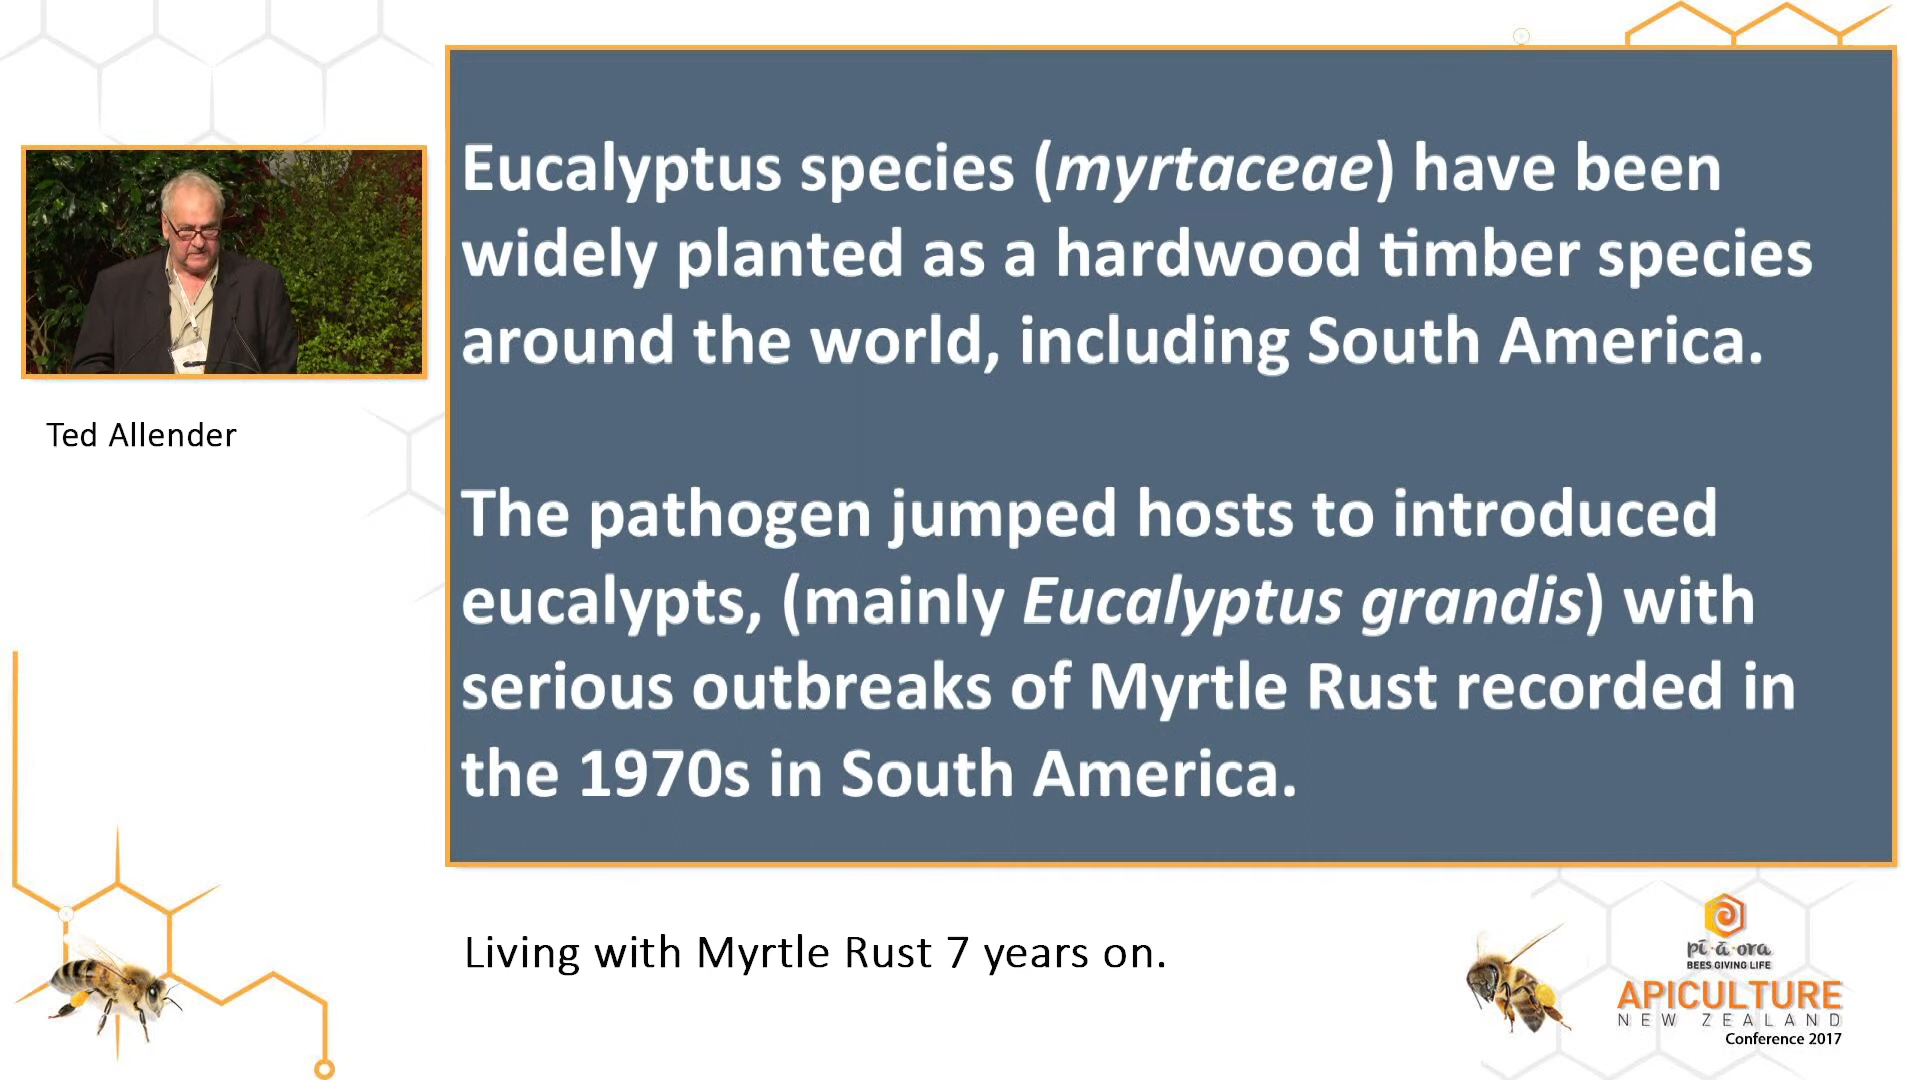 Eucalyptus species (myrtaceae) have been
widely planted as a hardwood timber species
around the world, including South America.
The pathogen jumped hosts to introduced
eucalypts, (mainly Eucalyptus grandis) with
serious outbreaks of Myrtle Rust recorded in
the 1970s in South America.
Ted Allender
Living with Myrtle Rust 7 years on.
pī-ā-ora
BEES GIVING LIFE
APICULTURE
NEW ZEALAND
Conference 2017